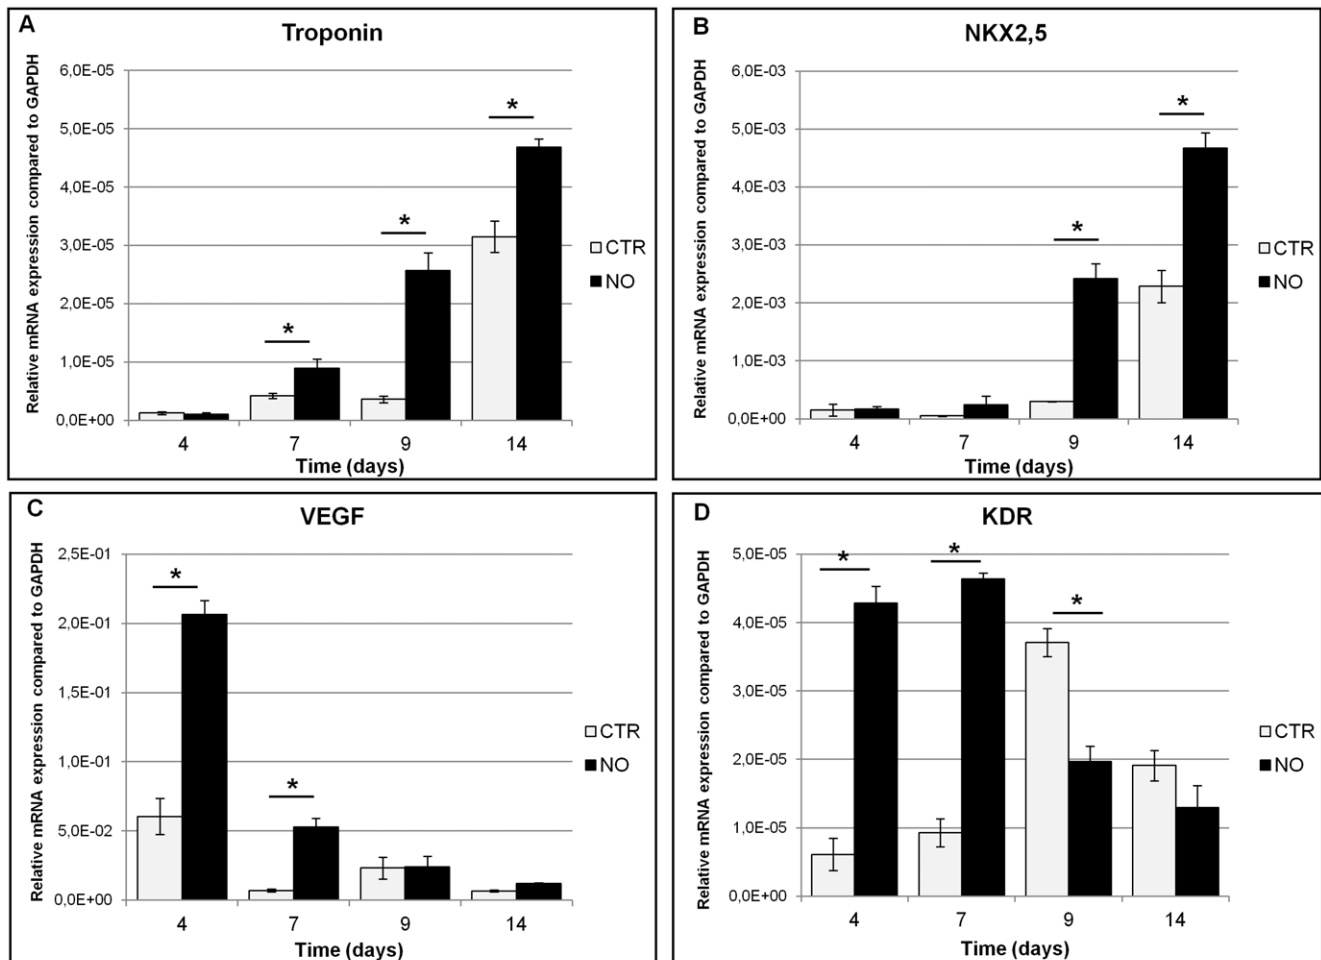 A
Troponin
Relative mRNA expression compared to GAPDH
6,0E-05
5,0E-05
4,0E-05
3,0E-05
2,0E-05
1,0E-05
0,0E+00
*
*
*
*
CTR
NO
4 7 9 14
Time (days)
B
NKX2,5
Relative mRNA expression compared to GAPDH
6,0E-03
5,0E-03
4,0E-03
3,0E-03
2,0E-03
1,0E-03
0,0E+00
*
*
CTR
NO
4 7 9 14
Time (days)
C
VEGF
Relative mRNA expression compared to GAPDH
2,5E-01
2,0E-01
1,5E-01
1,0E-01
5,0E-02
0,0E+00
*
*
CTR
NO
4 7 9 14
Time (days)
D
KDR
Relative mRNA expression compared to GAPDH
5,0E-05
4,0E-05
3,0E-05
2,0E-05
1,0E-05
0,0E+00
*
*
*
CTR
NO
4 7 9 14
Time (days)